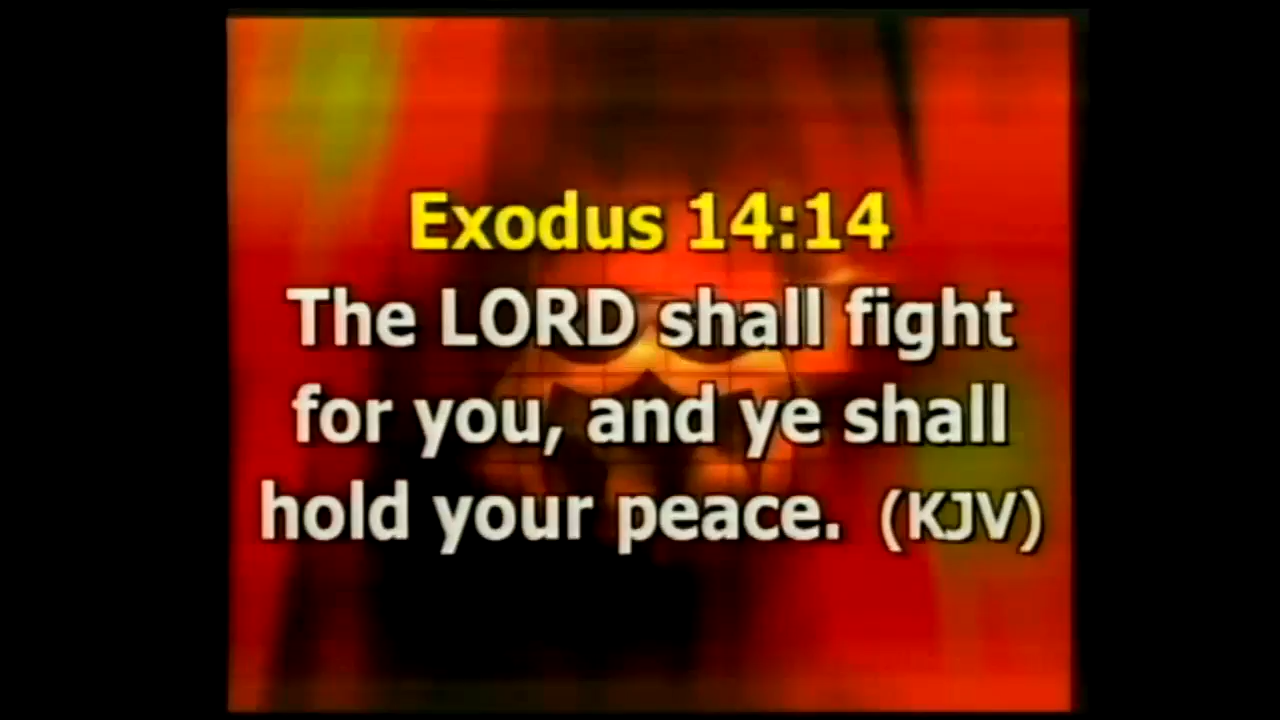 Exodus 14:14
The LORD shall fight
for you, and ye shall
hold your peace. (KJV)